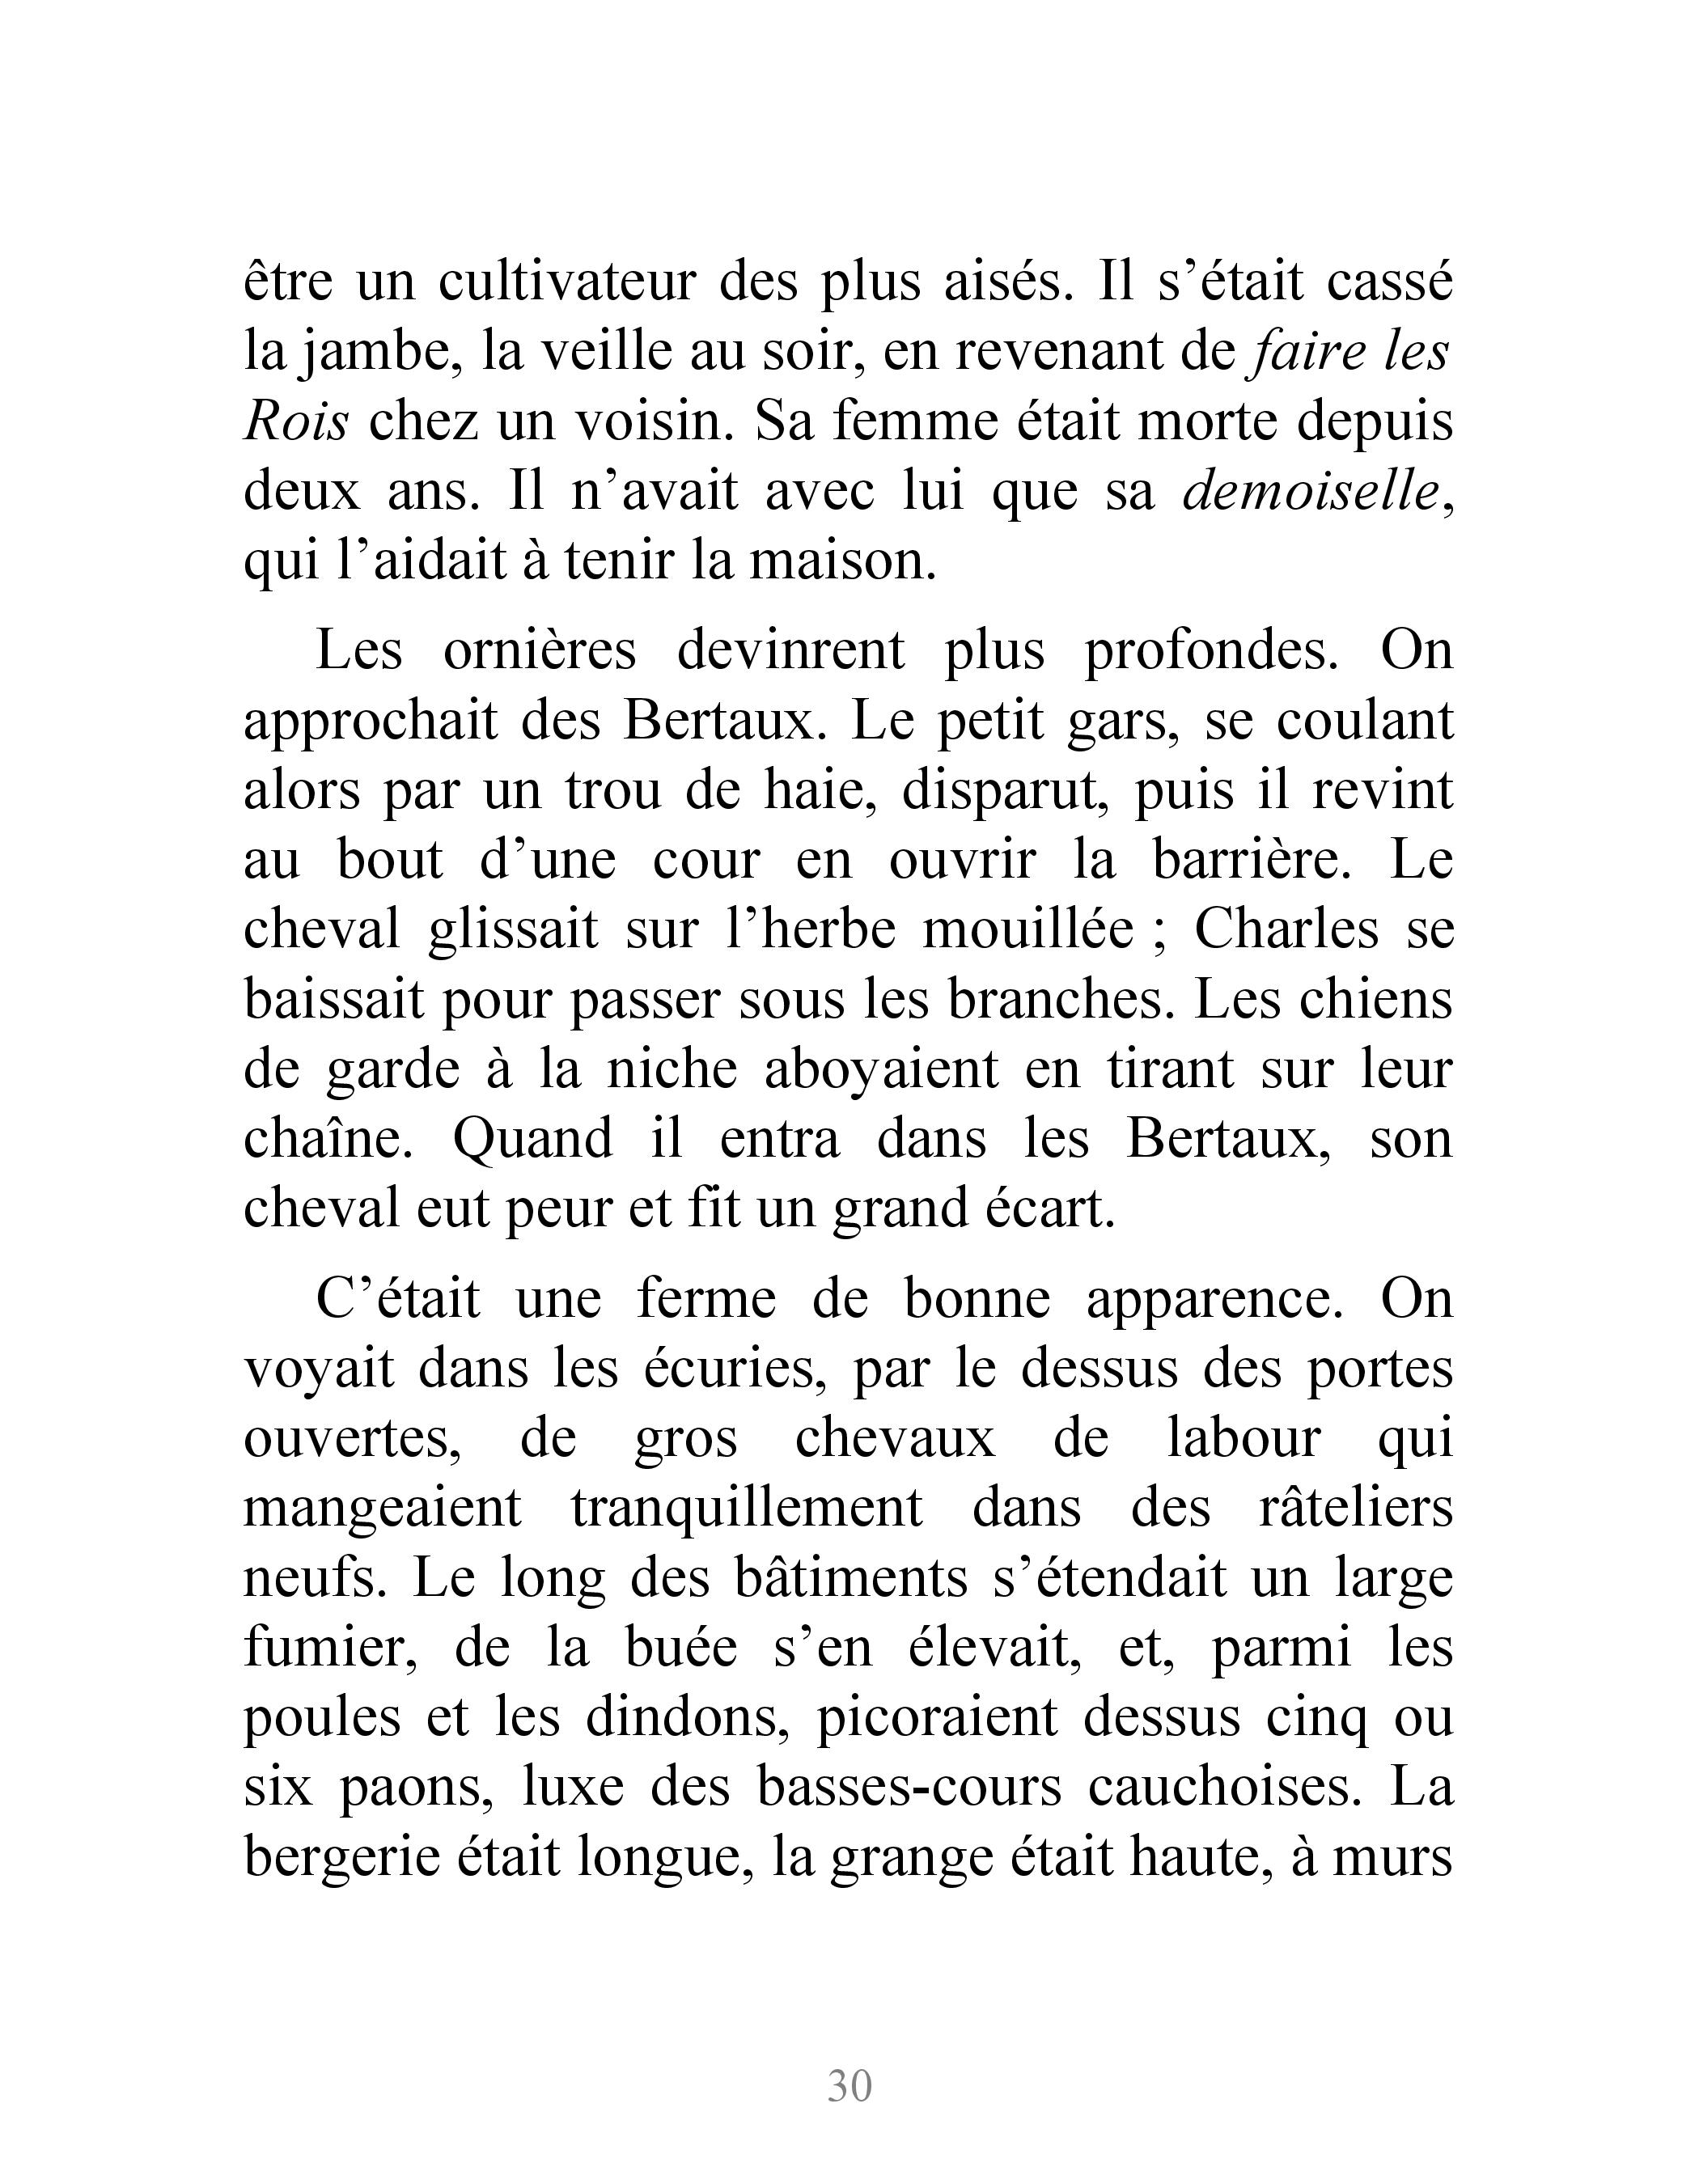 être un cultivateur des plus aisés. Il s’était cassé
la jambe, la veille au soir, en revenant de faire les
Rois chez un voisin. Sa femme était morte depuis
deux ans. Il n’avait avec lui que sa demoiselle,
qui l’aidait à tenir la maison.
Les ornières devinrent plus profondes. On
approchait des Bertaux. Le petit gars, se coulant
alors par un trou de haie, disparut, puis il revint
au bout d’une cour en ouvrir la barrière. Le
cheval glissait sur l’herbe mouillée ; Charles se
baissait pour passer sous les branches. Les chiens
de garde à la niche aboyaient en tirant sur leur
chaîne. Quand il entra dans les Bertaux, son
cheval eut peur et fit un grand écart.
C’était une ferme de bonne apparence. On
voyait dans les écuries, par le dessus des portes
ouvertes, de gros chevaux de labour qui
mangeaient tranquillement dans des râteliers
neufs. Le long des bâtiments s’étendait un large
fumier, de la buée s’en élevait, et, parmi les
poules et les dindons, picoraient dessus cinq ou
six paons, luxe des basses-cours cauchoises. La
bergerie était longue, la grange était haute, à murs
30